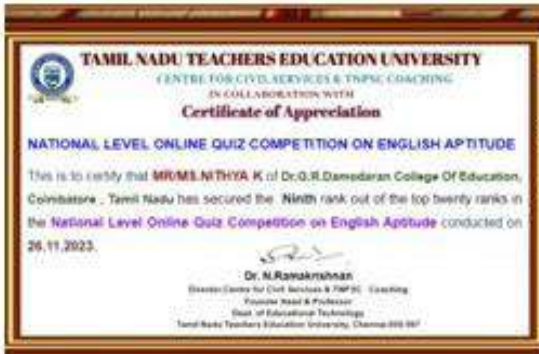 TAMIL NADU TEACHERS EDUCATION UNIVERSITY
CENTRE FOR CIVIL SERVICES & TNPSC COACHING
IN COLLABORATION WITH
Certificate of Appreciation
NATIONAL LEVEL ONLINE QUIZ COMPETITION ON ENGLISH APTITUDE
This is to certify that MR/MS.NITHYA K of Dr.G.R.Damodaran College Of Education,
Coimbatore , Tamil Nadu has secured the Ninth rank out of the top twenty ranks in
the National Level Online Quiz Competition on English Aptitude conducted on
26.11.2023.
Dr. N.Ramakrishnan
Director Centre for Civil Services & TNPSC Coaching
Founder Head & Professor
Dept. of Educational Technology
Tamil Nadu Teachers Education University, Chennai-600 097